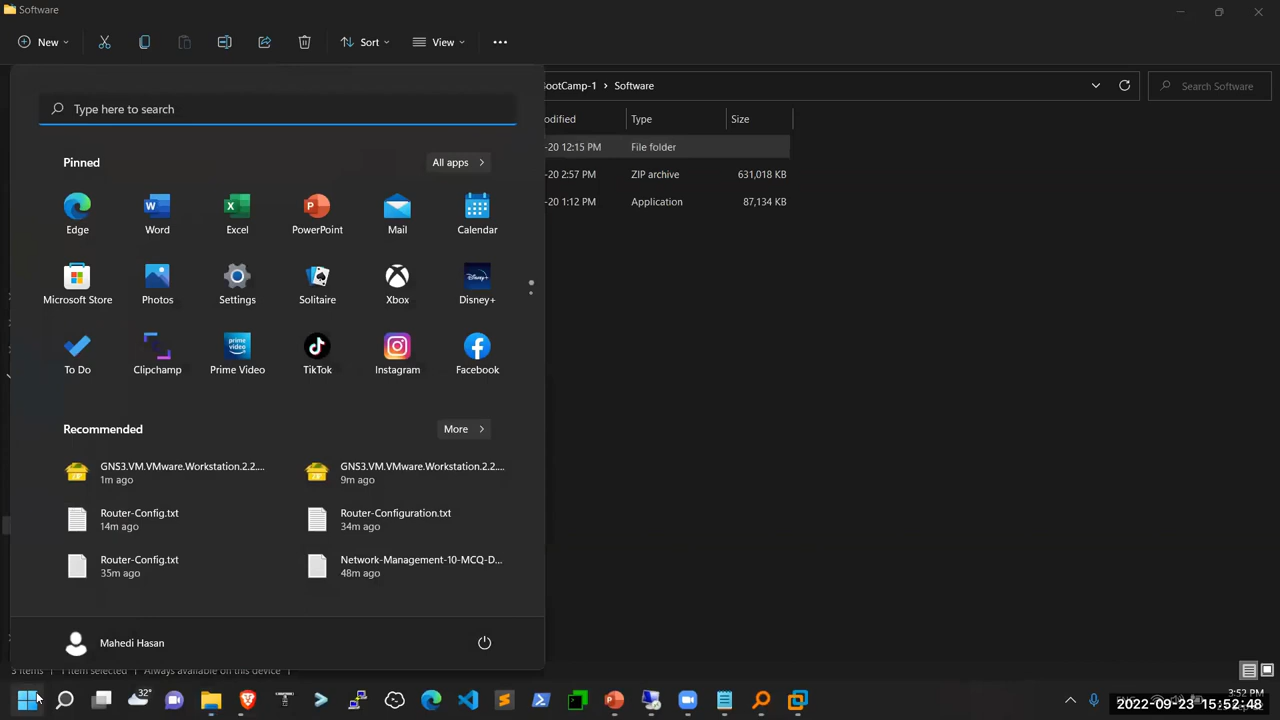 Software
New
Sort
View
ootCamp-1 > Software
Search Software
Type here to search
odified
Type
Size
Pinned
All apps
-20 12:15 PM
File folder
-20 2:57 PM
ZIP archive
631,018 KB
-20 1:12 PM
Application
87,134 KB
Edge
Word
Excel
PowerPoint
Mail
Calendar
Microsoft Store
Photos
Settings
Solitaire
Xbox
Disney+
To Do
Clipchamp
prime video
Prime Video
TikTok
Instagram
Facebook
Recommended
More
GNS3.VM.VMware.Workstation.2.2....
1m ago
GNS3.VM.VMware.Workstation.2.2....
9m ago
Router-Config.txt
14m ago
Router-Configuration.txt
34m ago
Router-Config.txt
35m ago
Network-Management-10-MCQ-D...
48m ago
Mahedi Hasan
3 items
1 item selected
Always available on this device
32°
3:52 PM
2022-09-23 15:52:48